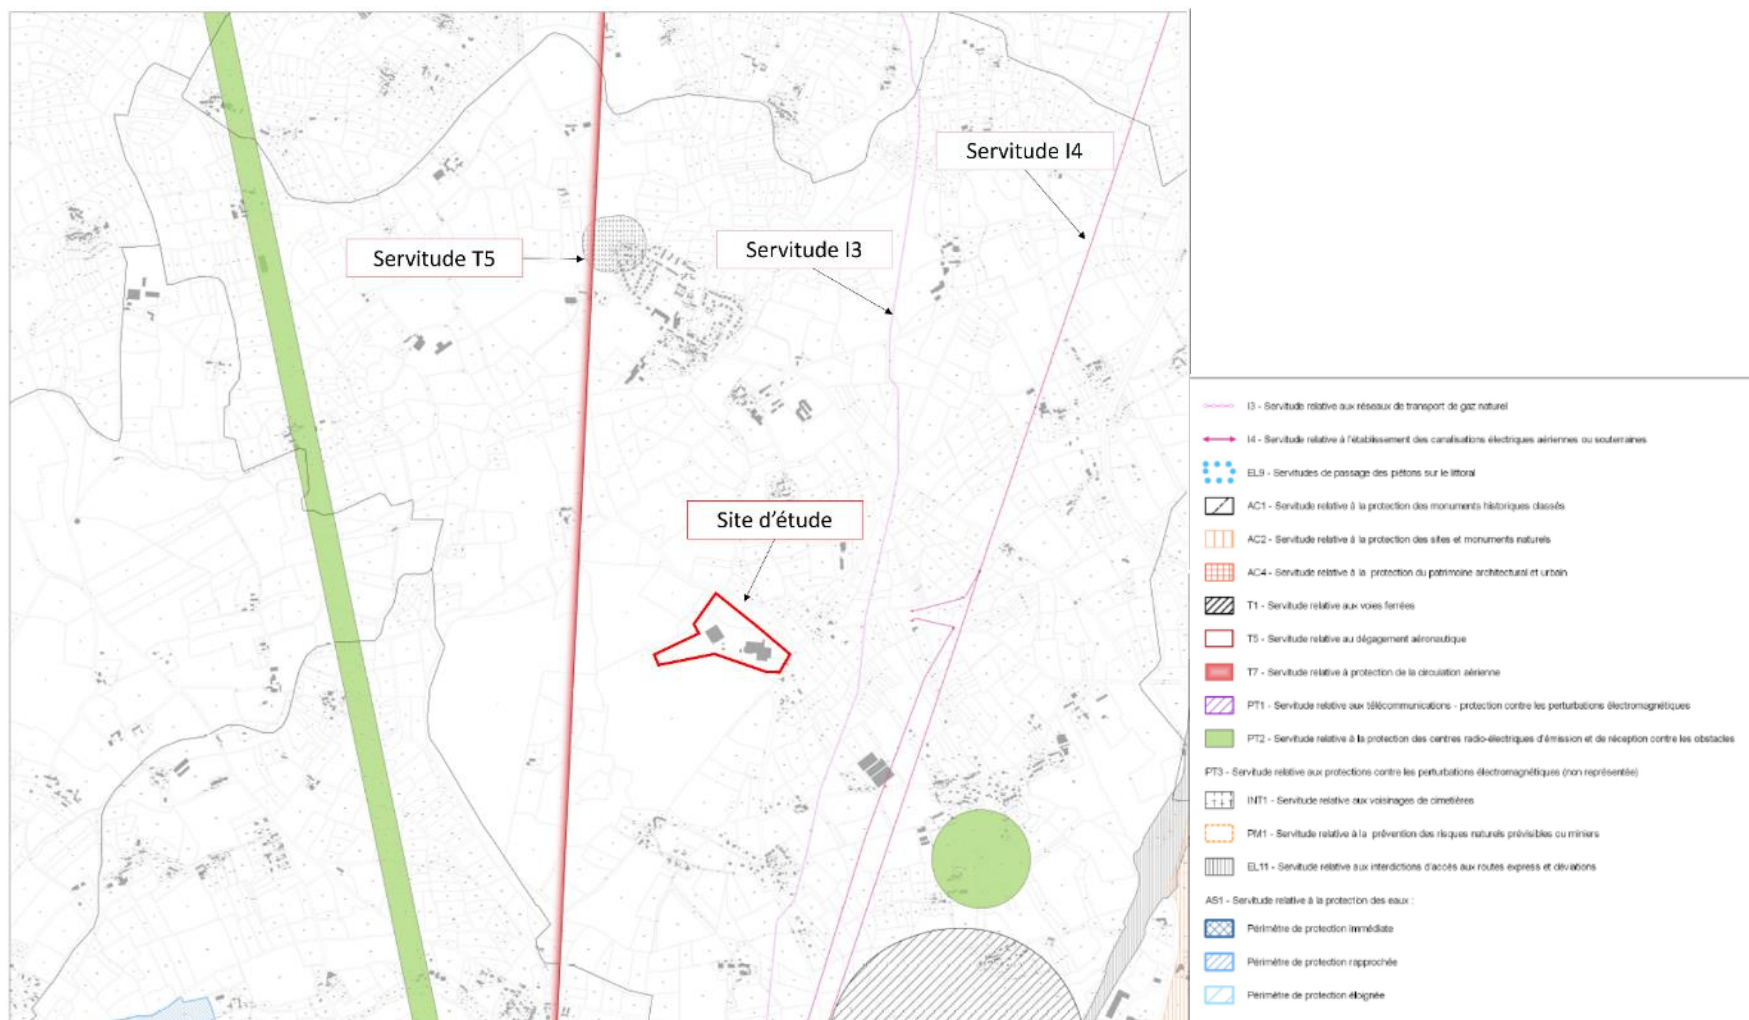 Servitude I4
Servitude I3
Servitude T5
Site d'étude
I3 - Servitude relative aux réseaux de transport de gaz naturel
I4 - Servitude relative à l'établissement des canalisations électriques aériennes ou souterraines
EL9 - Servitudes de passage des piétons sur le littoral
AC1 - Servitude relative à la protection des monuments historiques classés
AC2 - Servitude relative à la protection des sites et monuments naturels
AC4 - Servitude relative à la protection du patrimoine architectural et urbain
T1 - Servitude relative aux voies ferrées
T5 - Servitude relative au dégagement aéronautique
T7 - Servitude relative à protection de la circulation aérienne
PT1 - Servitude relative aux télécommunications - protection contre les perturbations électromagnétiques
PT2 - Servitude relative à la protection des centres radio-électriques d'émission et de réception contre les obstacles
PT3 - Servitude relative aux protections contre les perturbations électromagnétiques (non représentée)
INT1 - Servitude relative aux voisinages de cimetières
PM1 - Servitude relative à la prévention des risques naturels prévisibles ou miniers
EL11 - Servitude relative aux interdictions d'accès aux routes express et déviations
AS1 - Servitude relative à la protection des eaux :
Périmètre de protection immédiate
Périmètre de protection rapprochée
Périmètre de protection éloignée